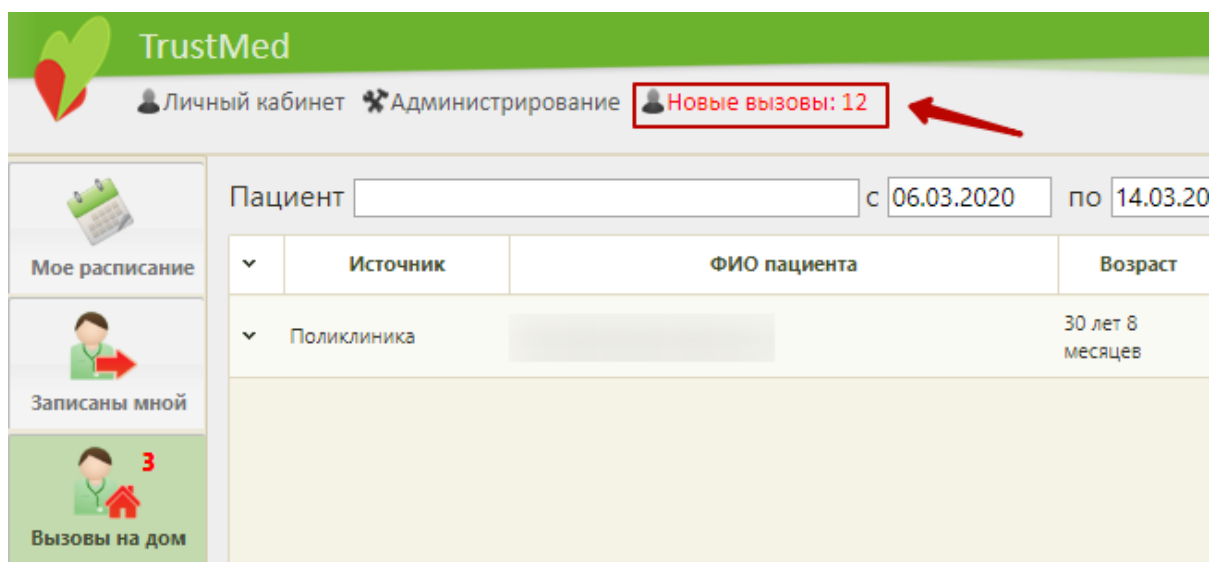 TrustMed
Личный кабинет Администрирование Новые вызовы: 12
Пациент с 06.03.2020 по 14.03.20
Мое расписание
Источник ФИО пациента Возраст
Поликлиника 30 лет 8
месяцев
Записаны мной
3
Вызовы на дом